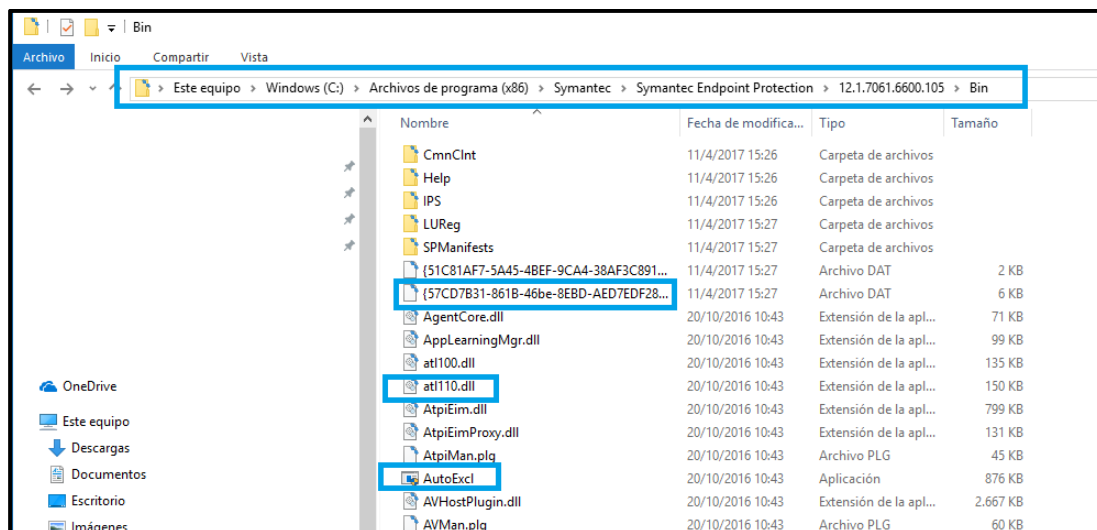 Bin
Archivo Inicio Compartir Vista
Este equipo > Windows (C:) > Archivos de programa (x86) > Symantec > Symantec Endpoint Protection > 12.1.7061.6600.105 > Bin
Nombre Fecha de modifica... Tipo Tamaño
CmnClnt 11/4/2017 15:26 Carpeta de archivos
Help 11/4/2017 15:26 Carpeta de archivos
IPS 11/4/2017 15:26 Carpeta de archivos
LUReg 11/4/2017 15:27 Carpeta de archivos
SPManifests 11/4/2017 15:27 Carpeta de archivos
{51C81AF7-5A45-4BEF-9CA4-38AF3C891... 11/4/2017 15:27 Archivo DAT 2 KB
{57CD7B31-861B-46be-8EBD-AED7EDF28... 11/4/2017 15:27 Archivo DAT 6 KB
AgentCore.dll 20/10/2016 10:43 Extensión de la apl... 71 KB
AppLearningMgr.dll 20/10/2016 10:43 Extensión de la apl... 99 KB
atl100.dll 20/10/2016 10:43 Extensión de la apl... 135 KB
OneDrive
atl110.dll 20/10/2016 10:43 Extensión de la apl... 150 KB
Este equipo
AtpiEim.dll 20/10/2016 10:43 Extensión de la apl... 799 KB
Descargas
AtpiEimProxy.dll 20/10/2016 10:43 Extensión de la apl... 131 KB
AtpiMan.plg 20/10/2016 10:43 Archivo PLG 45 KB
Documentos
AutoExcl 20/10/2016 10:43 Aplicación 876 KB
Escritorio
AVHostPlugin.dll 20/10/2016 10:43 Extensión de la apl... 2.667 KB
Imágenes
AVMan.plg 20/10/2016 10:43 Archivo PLG 60 KB